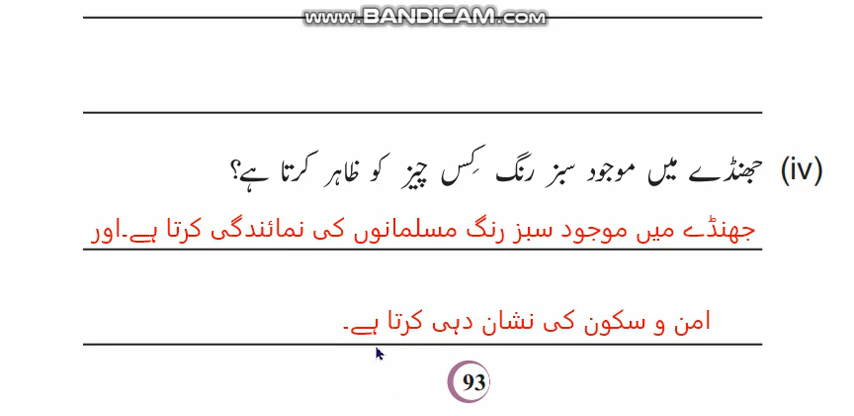 www.BANDICAM.com
(iv) جھنڈے میں موجود سبز رنگ کِس چیز کو ظاہر کرتا ہے؟
جھنڈے میں موجود سبز رنگ مسلمانوں کی نمائندگی کرتا ہے۔اور
امن و سکون کی نشان دہی کرتا ہے۔
93